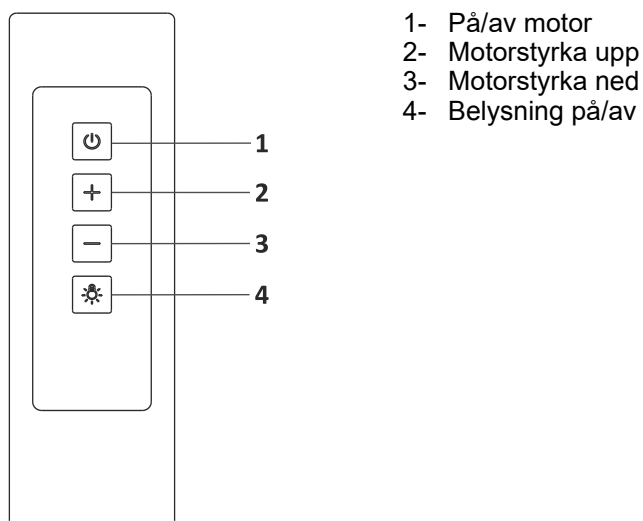 1- På/av motor
2- Motorstyrka upp
3- Motorstyrka ned
4- Belysning på/av
1
2
3
4